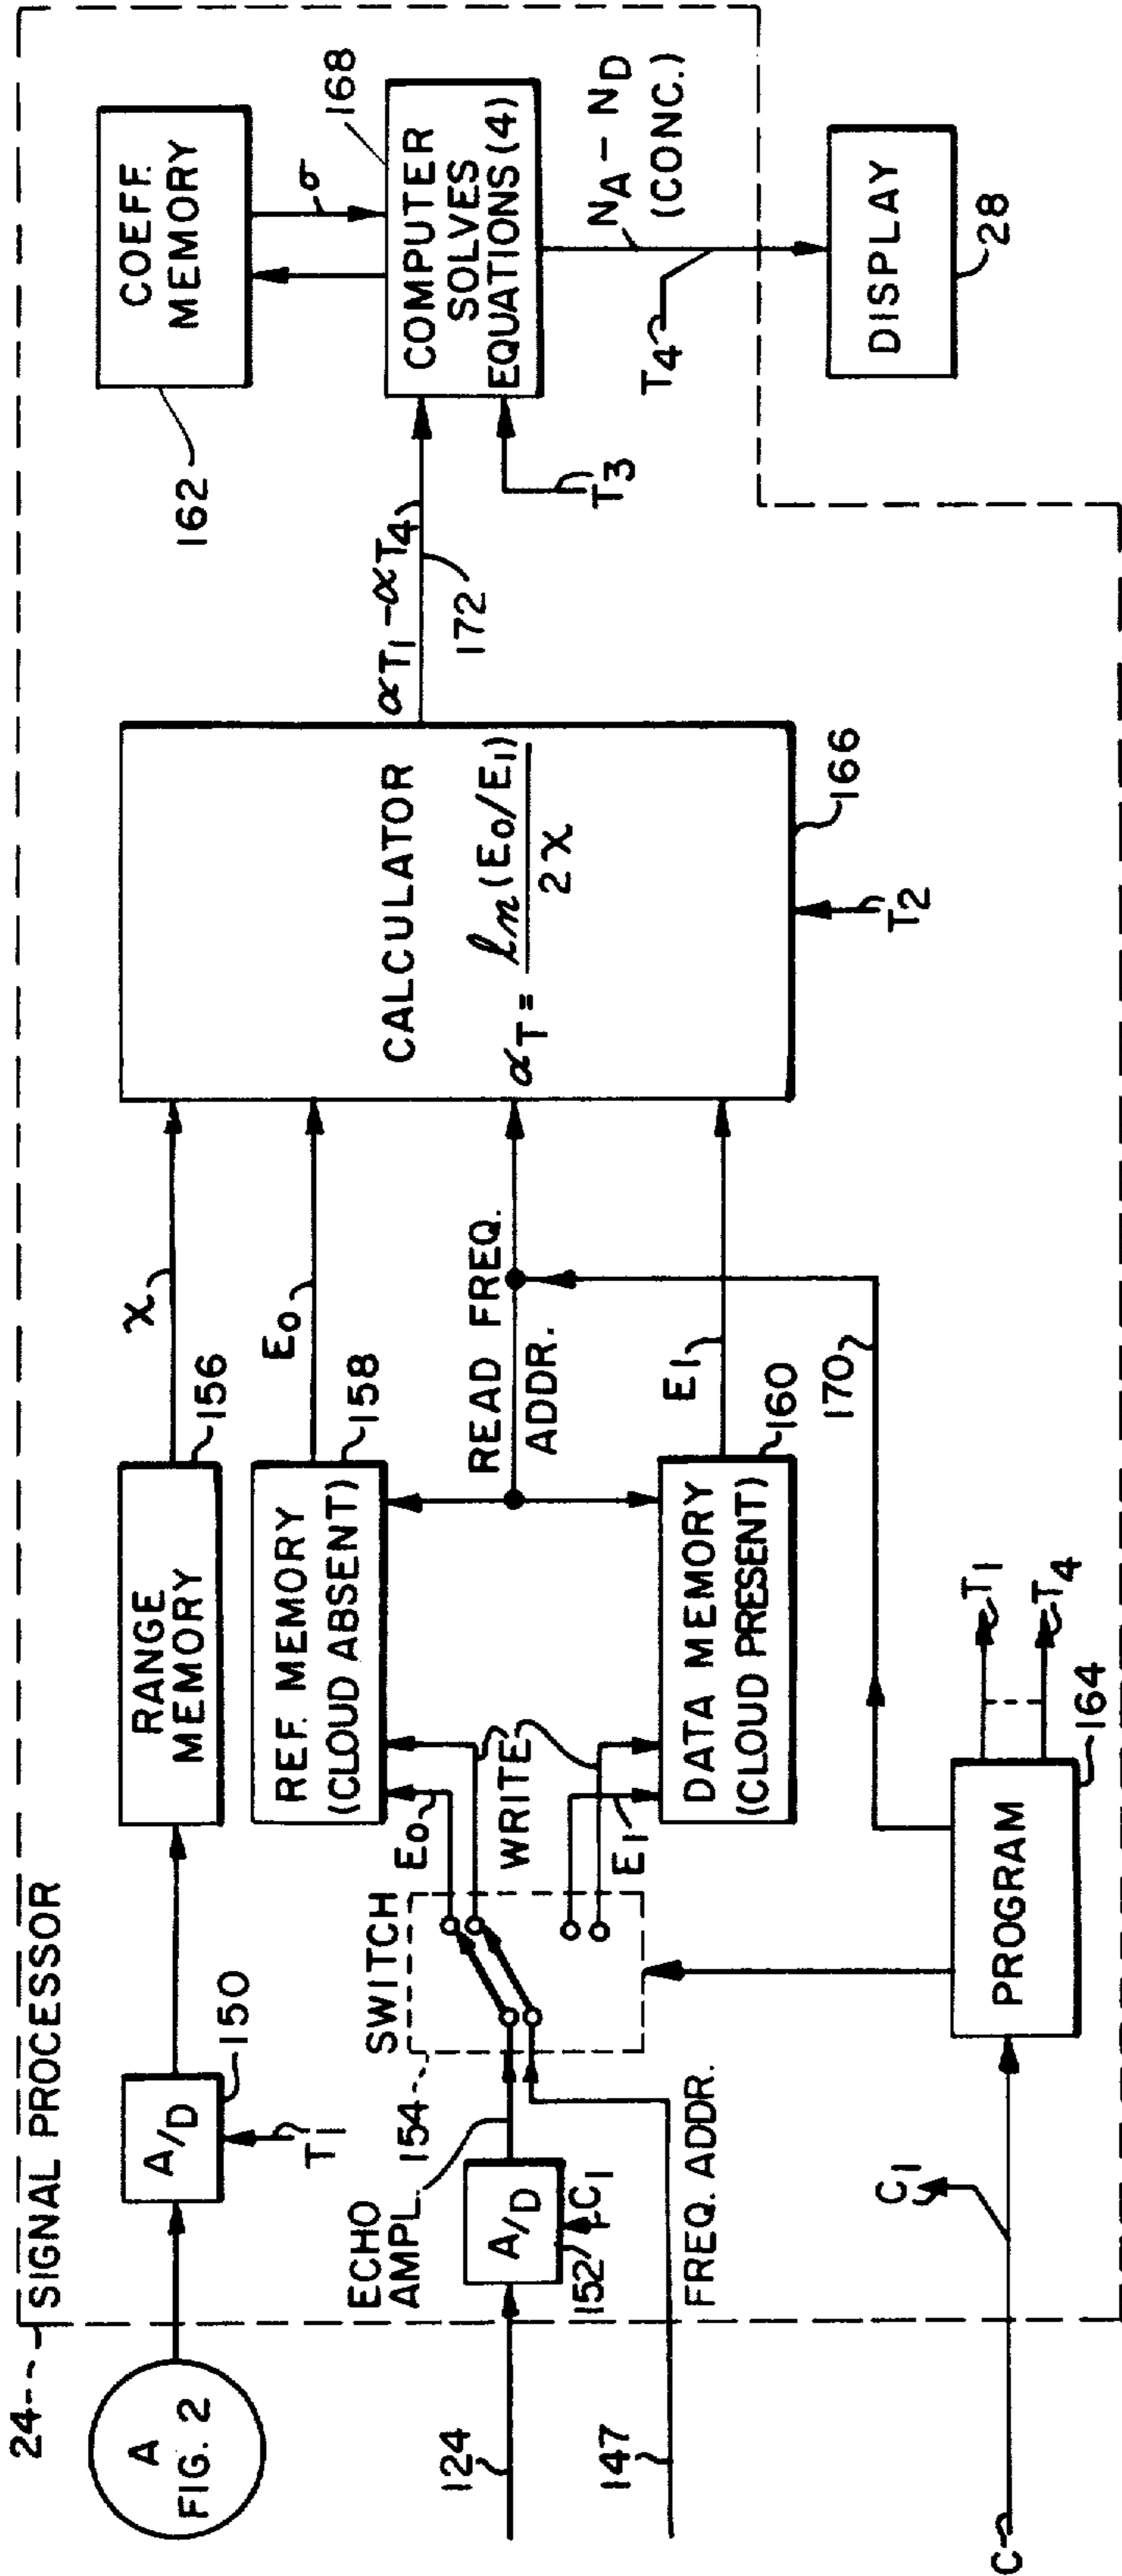 24
SIGNAL PROCESSOR
A
FIG. 2
A/D
150
T1
RANGE
MEMORY
156
x
124
ECHO
AMPL.
A/D
152
C1
147
FREQ. ADDR.
154
SWITCH
E0
WRITE
E1
REF. MEMORY
(CLOUD ABSENT)
158
E0
READ FREQ.
ADDR.
DATA MEMORY
(CLOUD PRESENT)
160
E1
170
C
C1
PROGRAM
164
T1
T4
CALCULATOR
αT = ln(E0/E1)
2x
166
T2
αT1-αT4
172
COEFF.
MEMORY
162
σ
168
COMPUTER
SOLVES
EQUATIONS(4)
T3
NA - ND
(CONC.)
T4
DISPLAY
28